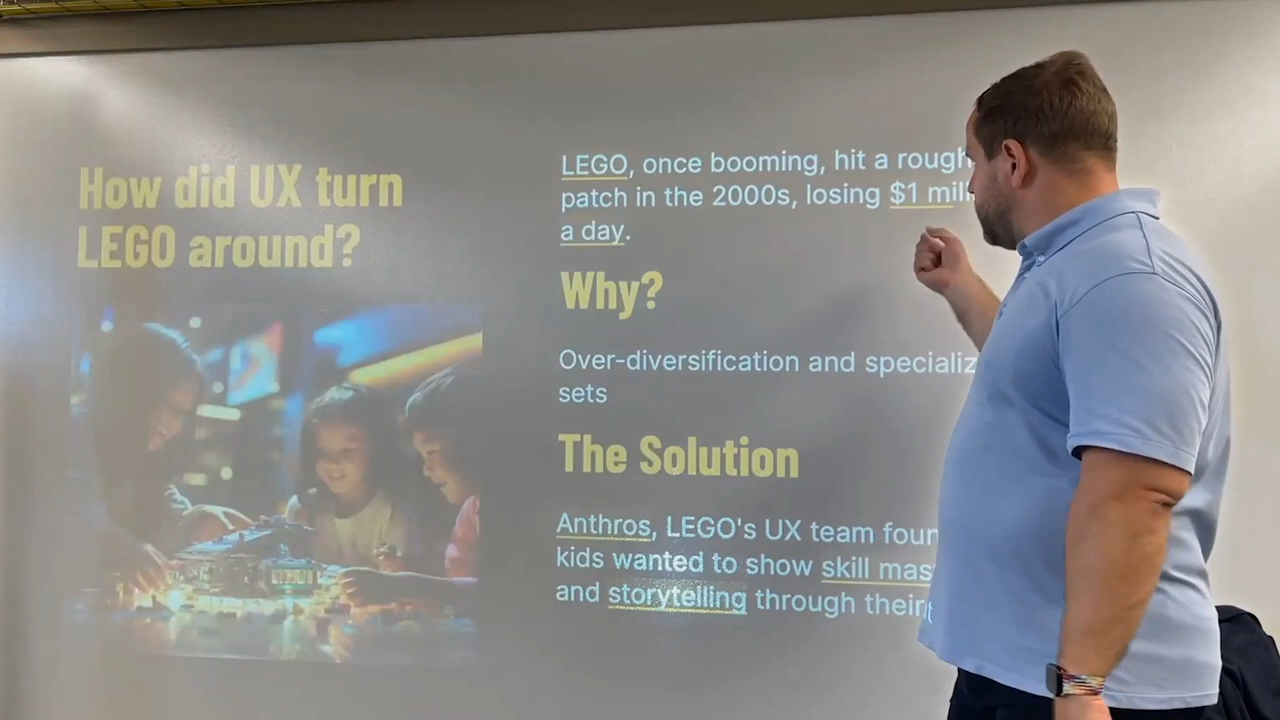 How did UX turn
LEGO around?
LEGO, once booming, hit a rough
patch in the 2000s, losing $1
a day.
Why?
Over-diversification and
sets
The Solution
Anthros, LEGO's UX team
kids wanted to show skill
and storytelling through their